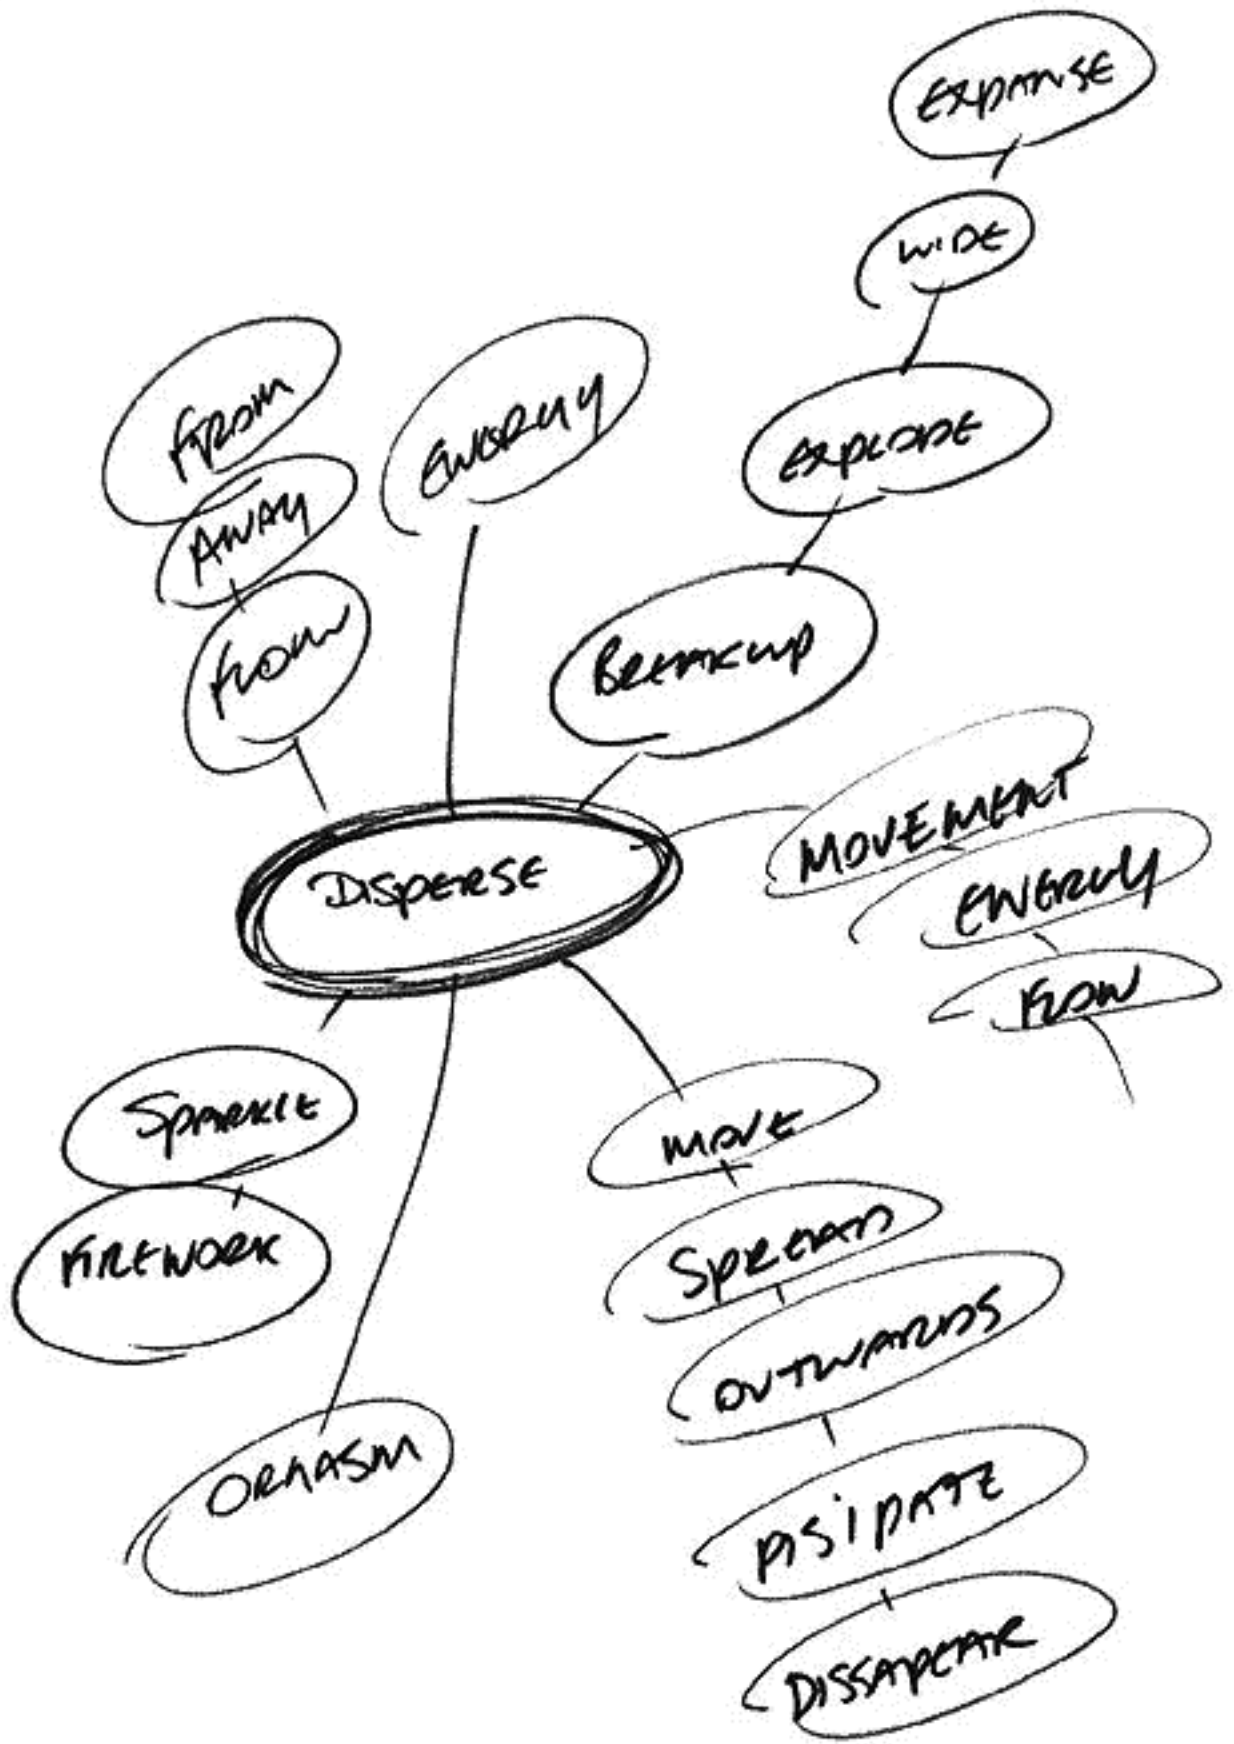 EXPANSE
WIDE
EXPLODE
BREAKUP
FROM
AWAY
FLOW
ENERGY
DISPERSE
MOVEMENT
ENERGY
FLOW
MOVE
SPREAD
OUTWARDS
DISIPATE
DISSAPEAR
SPARKLE
FIREWORK
ORGASM